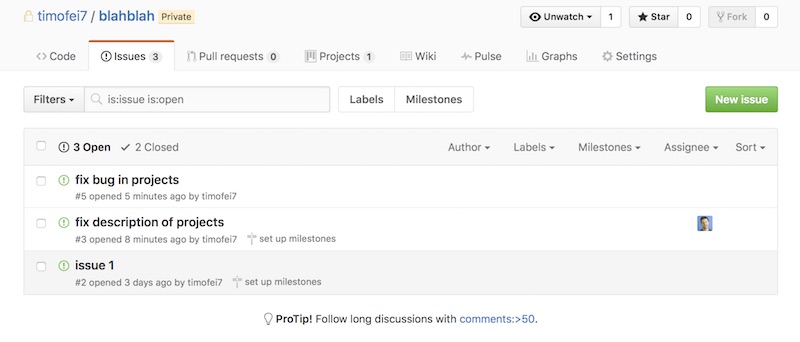 timofei7 / blahblah Private Unwatch 1 Star 0 Fork 0
Code Issues 3 Pull requests 0 Projects 1 Wiki Pulse Graphs Settings
Filters is:issue is:open Labels Milestones New issue
3 Open 2 Closed Author Labels Milestones Assignee Sort
fix bug in projects
#5 opened 5 minutes ago by timofei7
fix description of projects
#3 opened 8 minutes ago by timofei7 set up milestones
issue 1
#2 opened 3 days ago by timofei7 set up milestones
ProTip! Follow long discussions with comments:>50.